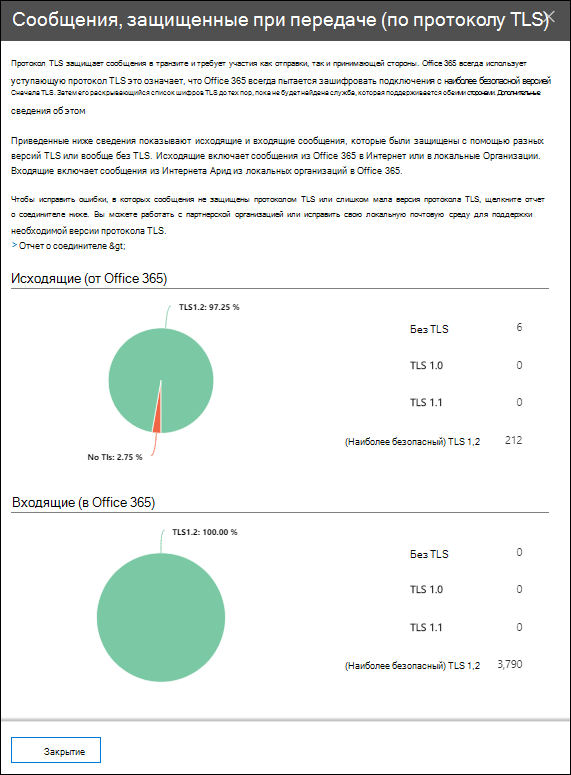 Сообщения, защищенные при передаче (по протоколу TLS)
Протокол TLS защищает сообщения в транзите и требует участия как отправки, так и принимающей стороны. Office 365 всегда использует
уступающую протокол TLS это означает, что Office 365 всегда пытается зашифровать подключения с наиболее безопасной версией
Сначала TLS. Затем его раскрывающийся список шифров TLS до тех пор, пока не будет найдена служба, которая поддерживается обеими сторонами. Дополнительные
сведения об этом
Приведенные ниже сведения показывают исходящие и входящие сообщения, которые были защищены с помощью разных
версий TLS или вообще без TLS. Исходящие включает сообщения из Office 365 в Интернет или в локальные Организации.
Входящие включает сообщения из Интернета Арид из локальных организаций в Office 365.
Чтобы исправить ошибки, в которых сообщения не защищены протоколом TLS или слишком мала версия протокола TLS, щелкните отчет
о соединителе ниже. Вы можете работать с партнерской организацией или исправить свою локальную почтовую среду для поддержки
необходимой версии протокола TLS.
> Отчет о соединителе &gt;
Исходящие (от Office 365)
TLS1.2: 97.25 %
Без TLS 6
TLS 1.0 0
TLS 1.1 0
(Наиболее безопасный) TLS 1,2 212
No Tls: 2.75 %
Входящие (в Office 365)
TLS1.2: 100.00 %
Без TLS 0
TLS 1.0 0
TLS 1.1 0
(Наиболее безопасный) TLS 1,2 3,790
Закрытие